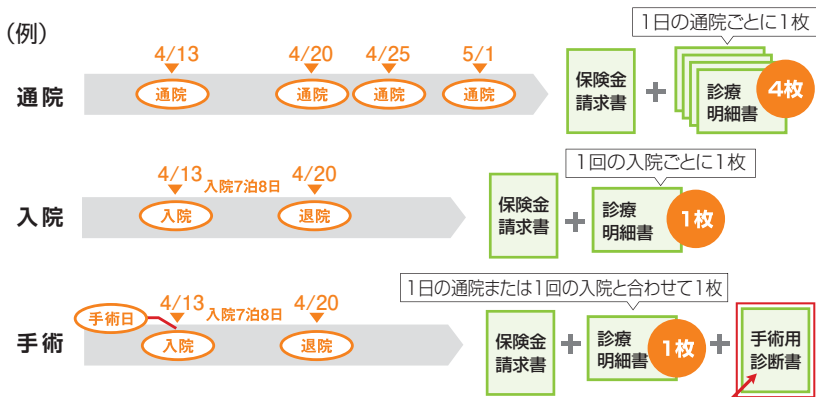 (例)
1日の通院ごとに1枚
4/13 4/20 4/25 5/1
通院 通院 通院 通院 通院
保険金
請求書
+
診療
明細書
4枚
1回の入院ごとに1枚
4/13 入院7泊8日 4/20
入院 入院 退院
保険金
請求書
+
診療
明細書
1枚
1日の通院または1回の入院と合わせて1枚
手術日 4/13 入院7泊8日 4/20
手術 入院 退院
保険金
請求書
+
診療
明細書
1枚
+
手術用
診断書